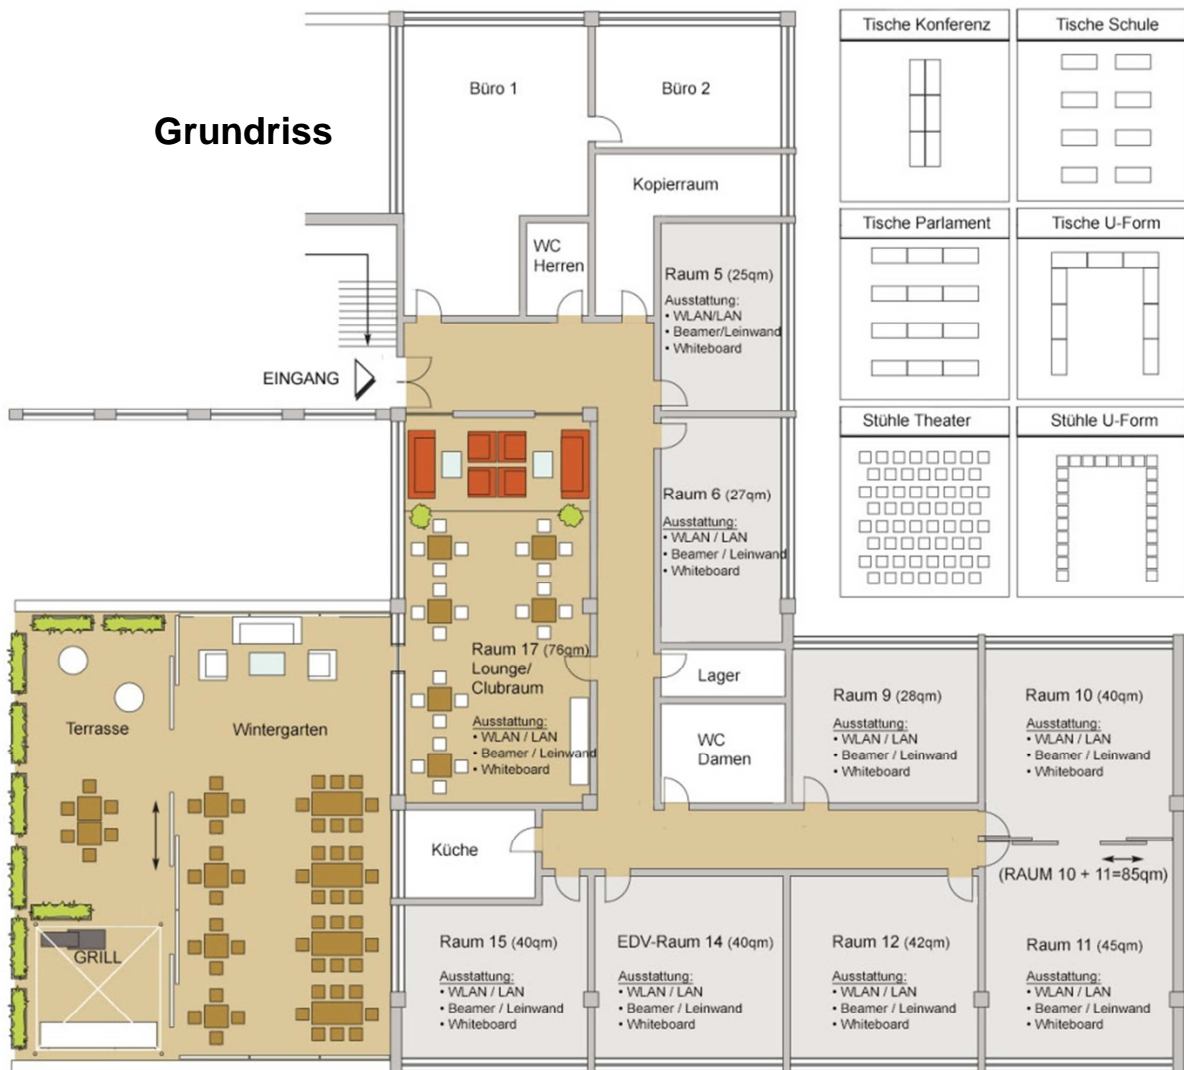 Grundriss
Büro 1
Büro 2
Kopierraum
WC
Herren
EINGANG
Raum 5 (25qm)
Ausstattung:
• WLAN/LAN
• Beamer/Leinwand
• Whiteboard
Raum 6 (27qm)
Ausstattung:
• WLAN / LAN
• Beamer / Leinwand
• Whiteboard
Tische Konferenz
Tische Schule
Tische Parlament
Tische U-Form
Stühle Theater
Stühle U-Form
Raum 17 (76qm)
Lounge/
Clubraum
Ausstattung:
• WLAN / LAN
• Beamer / Leinwand
• Whiteboard
Lager
WC
Damen
Raum 9 (28qm)
Ausstattung:
• WLAN / LAN
• Beamer / Leinwand
• Whiteboard
Raum 10 (40qm)
Ausstattung:
• WLAN / LAN
• Beamer / Leinwand
• Whiteboard
Terrasse
Wintergarten
Küche
(RAUM 10 + 11=85qm)
GRILL
Raum 15 (40qm)
Ausstattung:
• WLAN / LAN
• Beamer / Leinwand
• Whiteboard
EDV-Raum 14 (40qm)
Ausstattung:
• WLAN / LAN
• Beamer / Leinwand
• Whiteboard
Raum 12 (42qm)
Ausstattung:
• WLAN / LAN
• Beamer / Leinwand
• Whiteboard
Raum 11 (45qm)
Ausstattung:
• WLAN / LAN
• Beamer / Leinwand
• Whiteboard